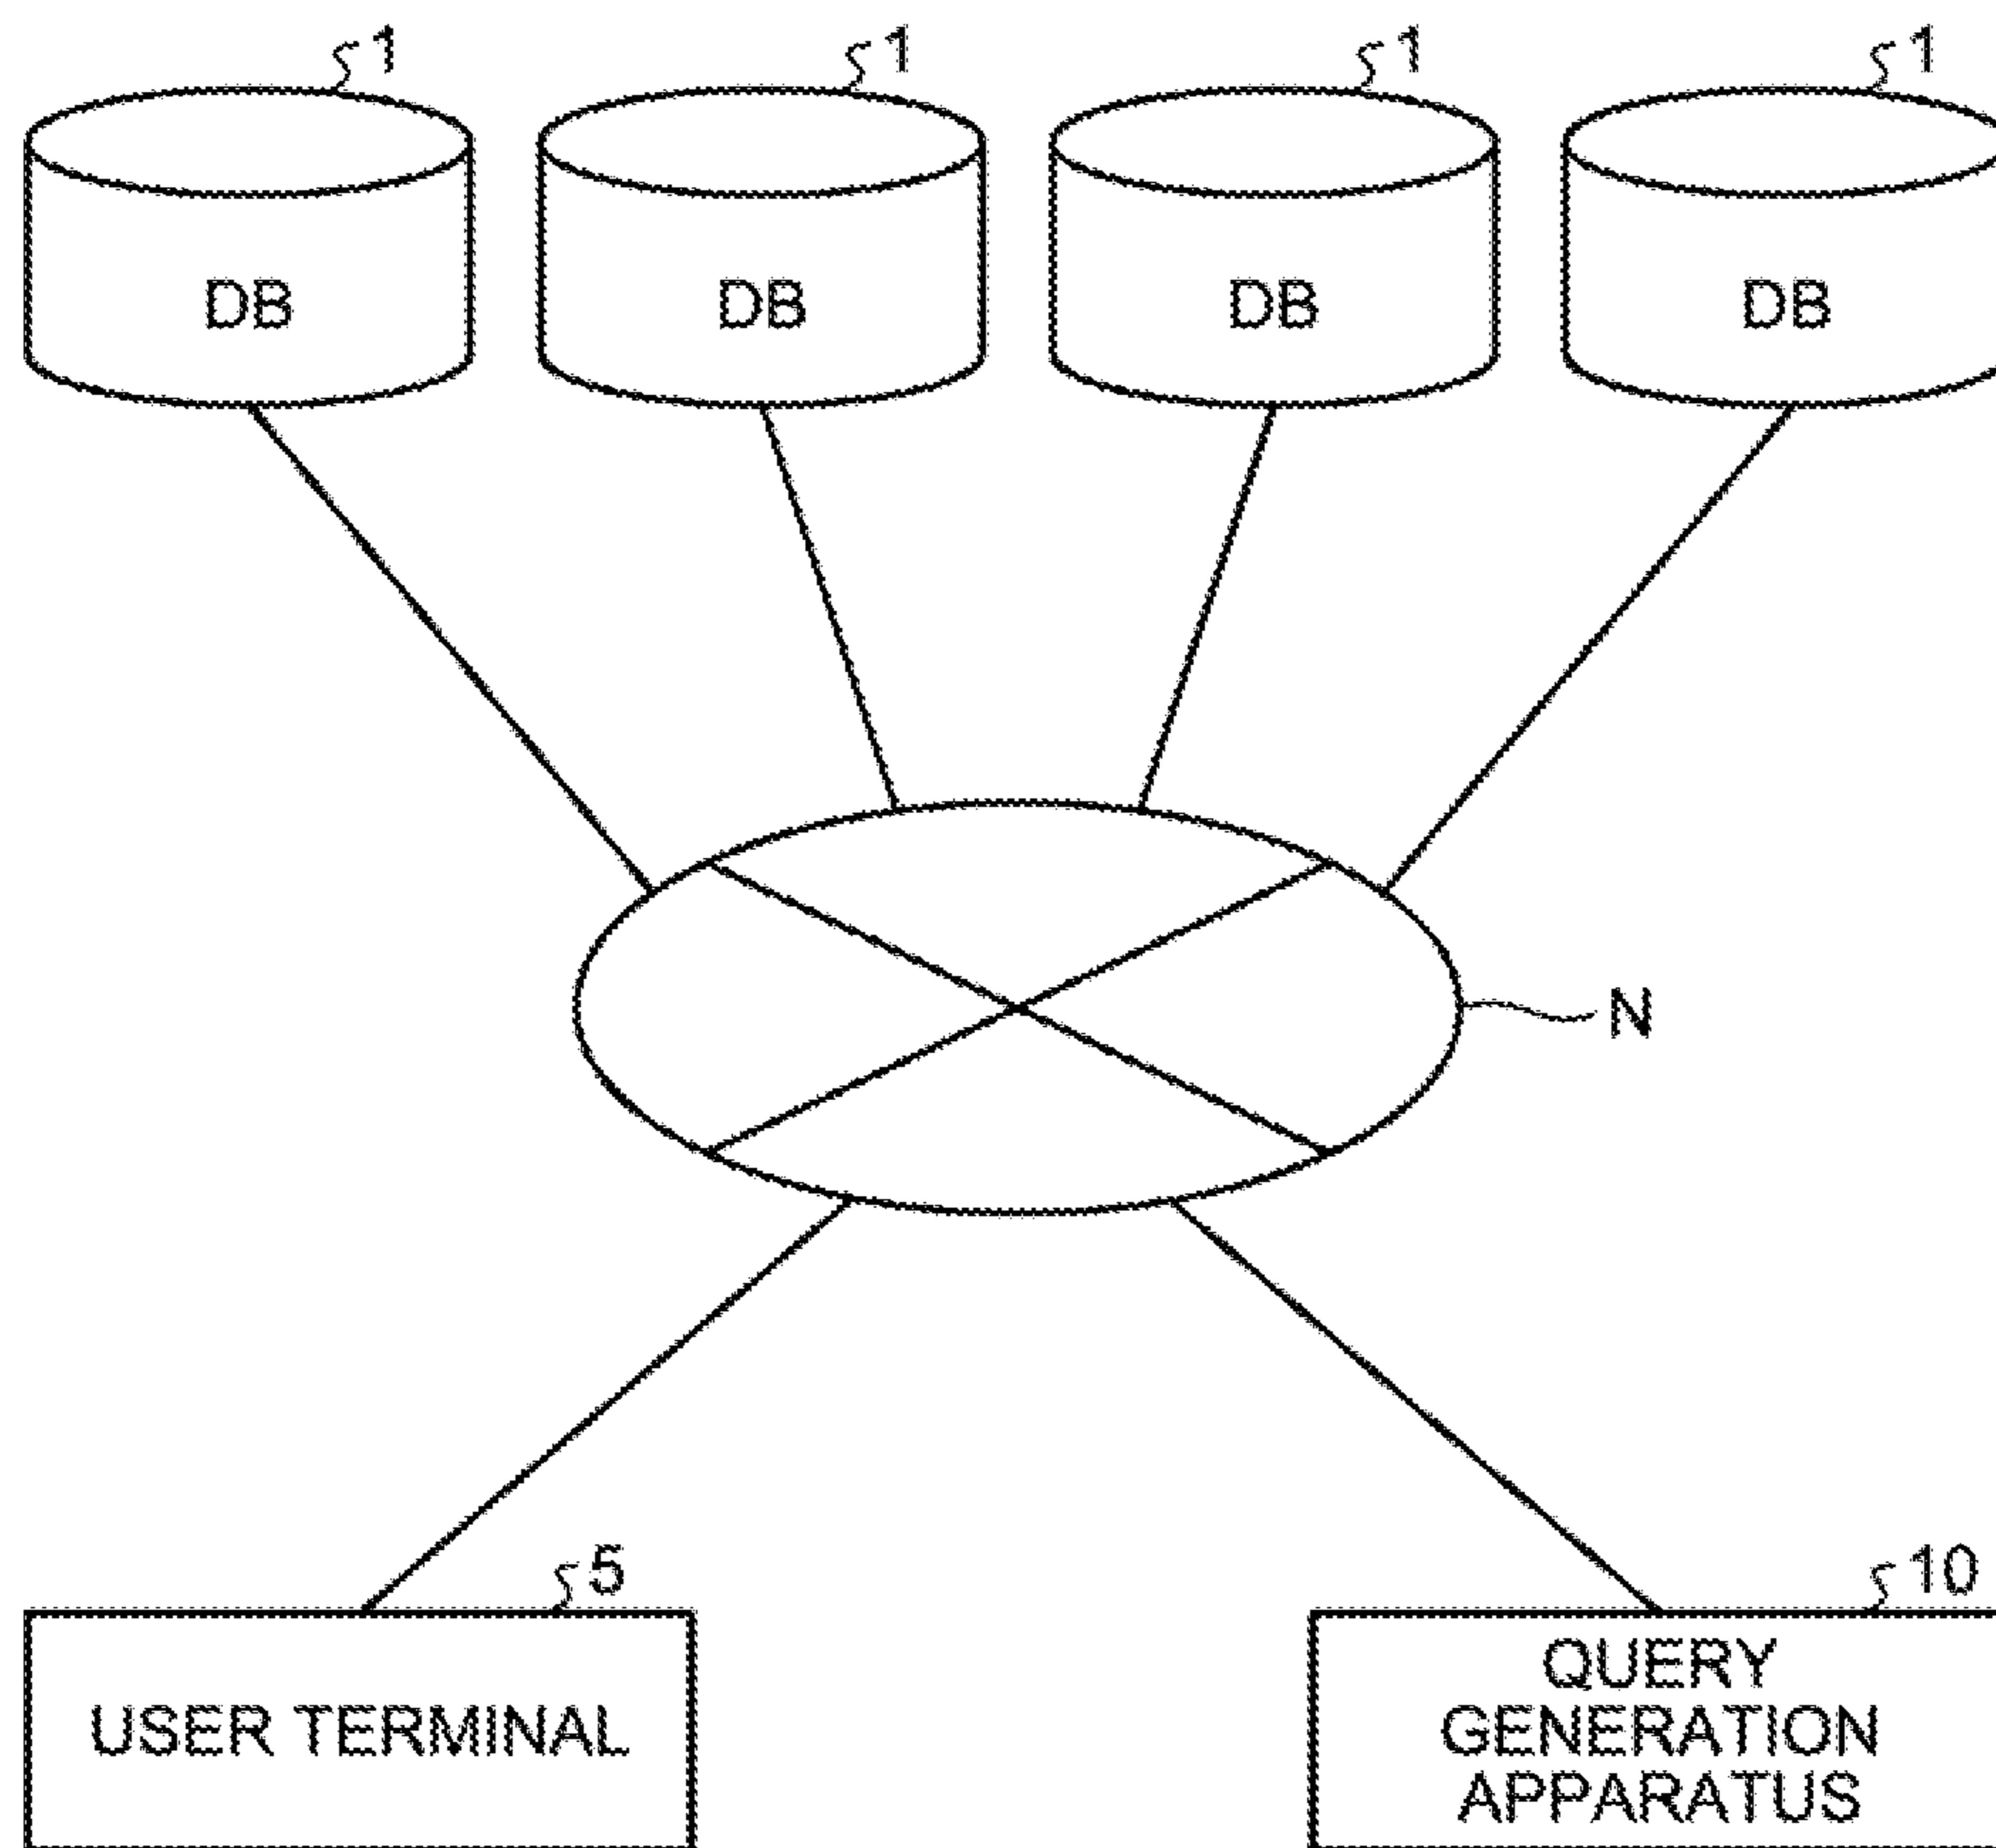 1
1
1
1
DB
DB
DB
DB
N
5
10
USER TERMINAL
QUERY
GENERATION
APPARATUS